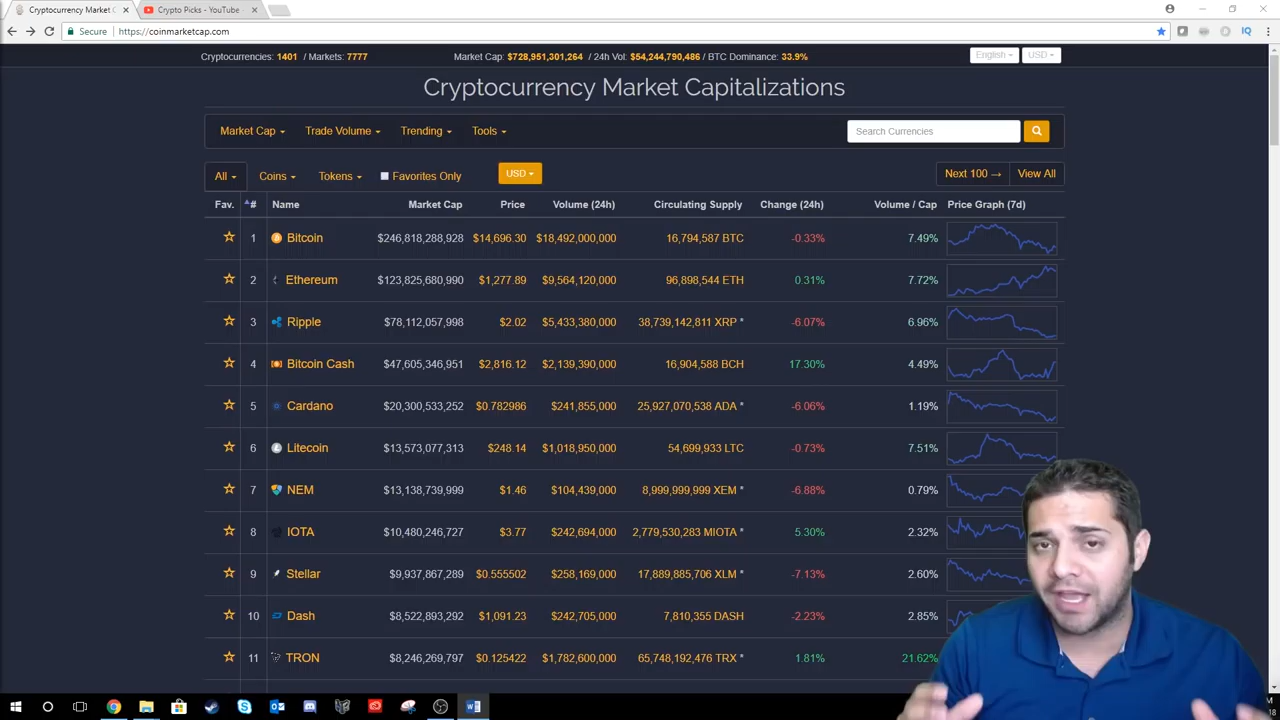 Cryptocurrency Market C
Crypto Picks - YouTube
Secure | https://coinmarketcap.com
Cryptocurrencies: 1401 / Markets: 7777 Market Cap: $728,951,301,264 / 24h Vol: $54,244,790,486 / BTC Dominance: 33.9% English USD
Cryptocurrency Market Capitalizations
Market Cap Trade Volume Trending Tools Search Currencies
All Coins Tokens Favorites Only USD Next 100 → View All
Fav. # Name Market Cap Price Volume (24h) Circulating Supply Change (24h) Volume / Cap Price Graph (7d)
1 Bitcoin $246,818,288,928 $14,696.30 $18,492,000,000 16,794,587 BTC -0.33% 7.49%
2 Ethereum $123,825,680,990 $1,277.89 $9,564,120,000 96,898,544 ETH 0.31% 7.72%
3 Ripple $78,112,057,998 $2.02 $5,433,380,000 38,739,142,811 XRP * -6.07% 6.96%
4 Bitcoin Cash $47,605,346,951 $2,816.12 $2,139,390,000 16,904,588 BCH 17.30% 4.49%
5 Cardano $20,300,533,252 $0.782986 $241,855,000 25,927,070,538 ADA * -6.06% 1.19%
6 Litecoin $13,573,077,313 $248.14 $1,018,950,000 54,699,933 LTC -0.73% 7.51%
7 NEM $13,138,739,999 $1.46 $104,439,000 8,999,999,999 XEM * -6.88% 0.79%
8 IOTA $10,480,246,727 $3.77 $242,694,000 2,779,530,283 MIOTA * 5.30% 2.32%
9 Stellar $9,937,867,289 $0.555502 $258,169,000 17,889,885,706 XLM * -7.13% 2.60%
10 Dash $8,522,893,292 $1,091.23 $242,705,000 7,810,355 DASH -2.23% 2.85%
11 TRON $8,246,269,797 $0.125422 $1,782,600,000 65,748,192,476 TRX * 1.81% 21.62%